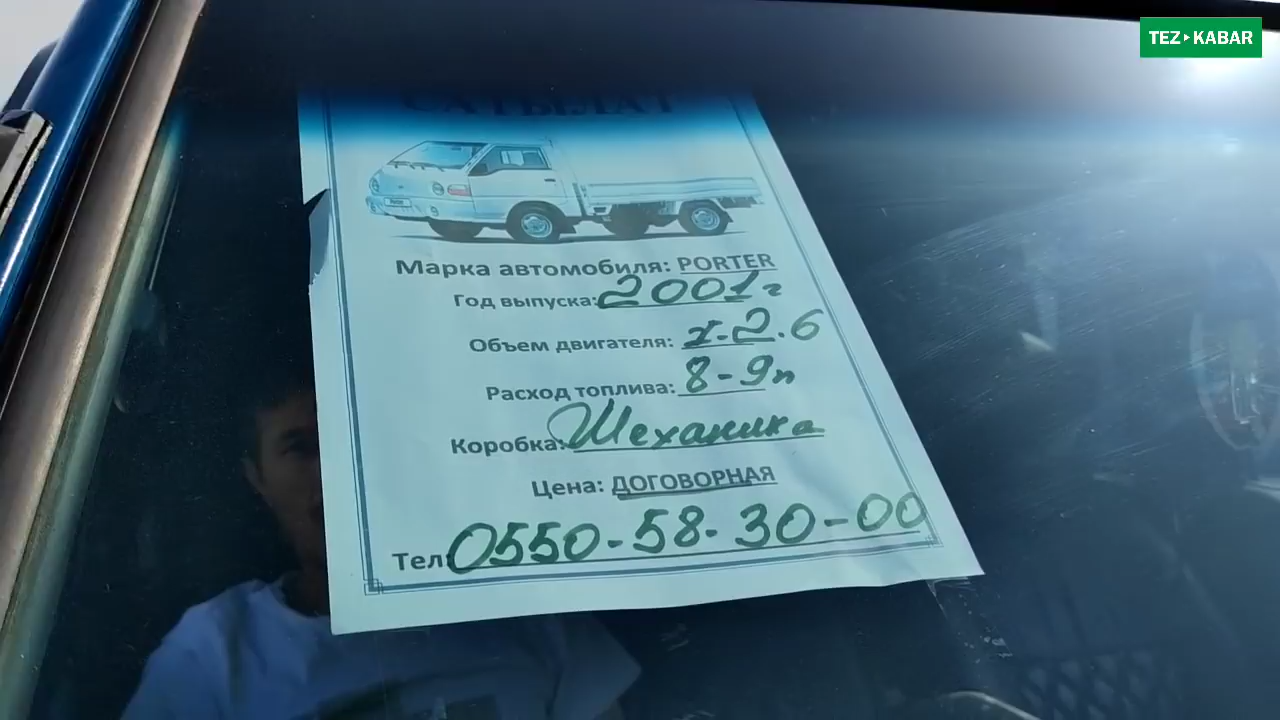 TEZ KABAR
САТЫЛАТ
Марка автомобиля: PORTER
Год выпуска: 2001г
Объем двигателя: х.2.6
Расход топлива: 8-9л
Коробка: Механика
Цена: ДОГОВОРНАЯ
Тел: 0550-58-30-00